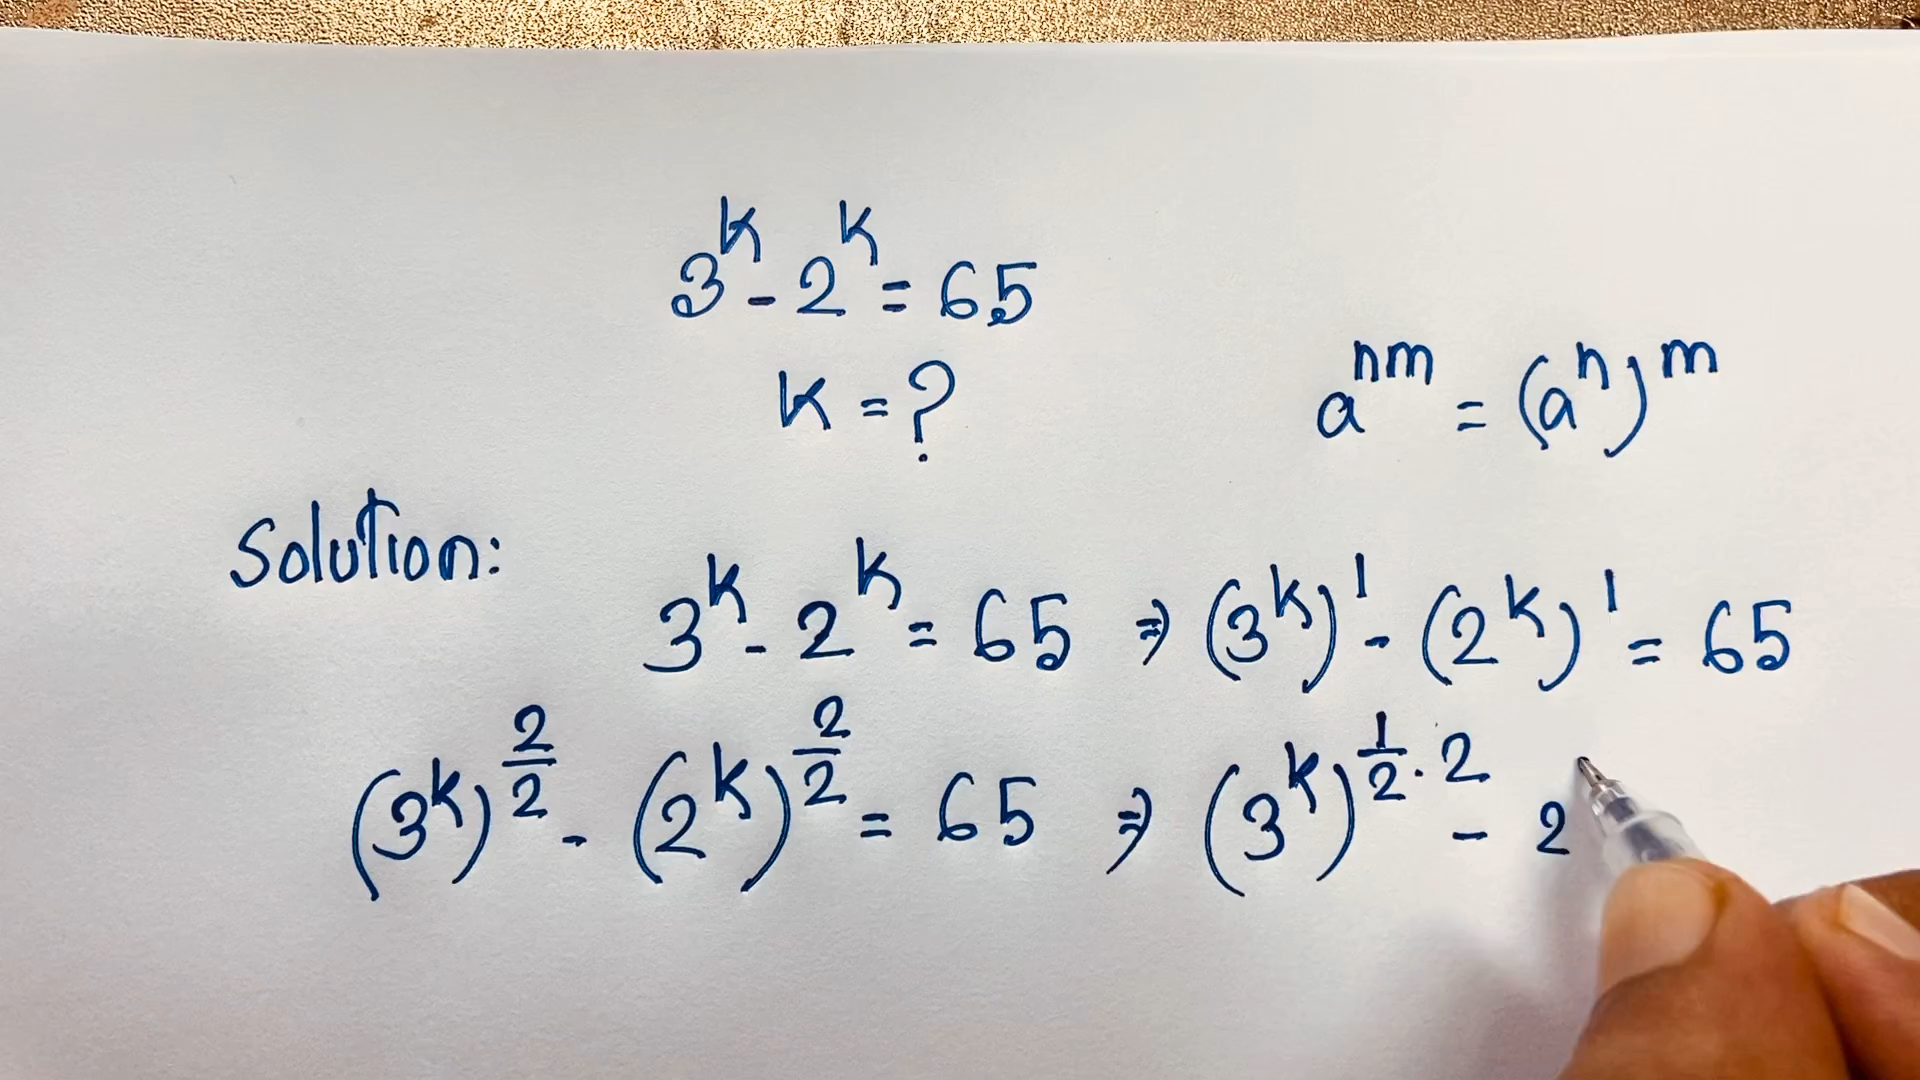 3^k - 2^k = 65
k = ?
a^nm = (a^n)^m
Solution:
3^k - 2^k = 65 ⇒ (3^k)^1 - (2^k)^1 = 65
(3^k)^(2/2) - (2^k)^(2/2) = 65 ⇒ (3^k)^(1/2 · 2) - 2